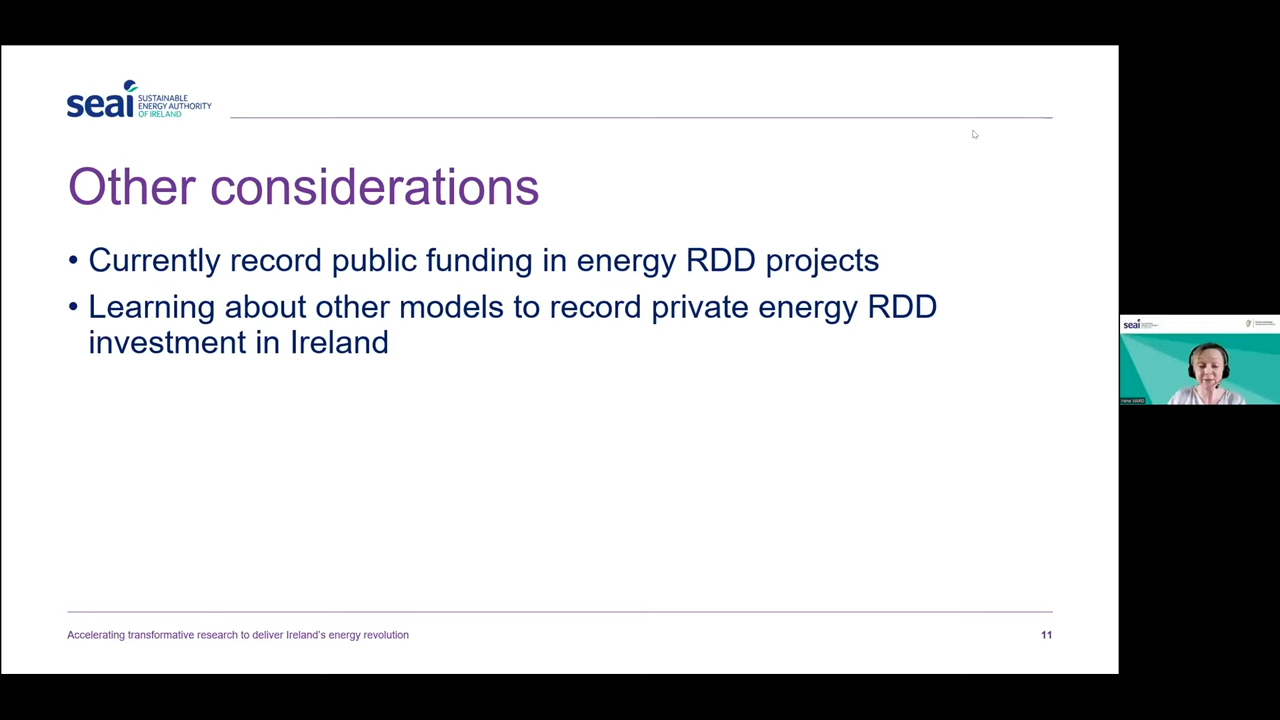 seai SUSTAINABLE
ENERGY AUTHORITY
OF IRELAND
Other considerations
• Currently record public funding in energy RDD projects
• Learning about other models to record private energy RDD
investment in Ireland
seai
Accelerating transformative research to deliver Ireland's energy revolution
11